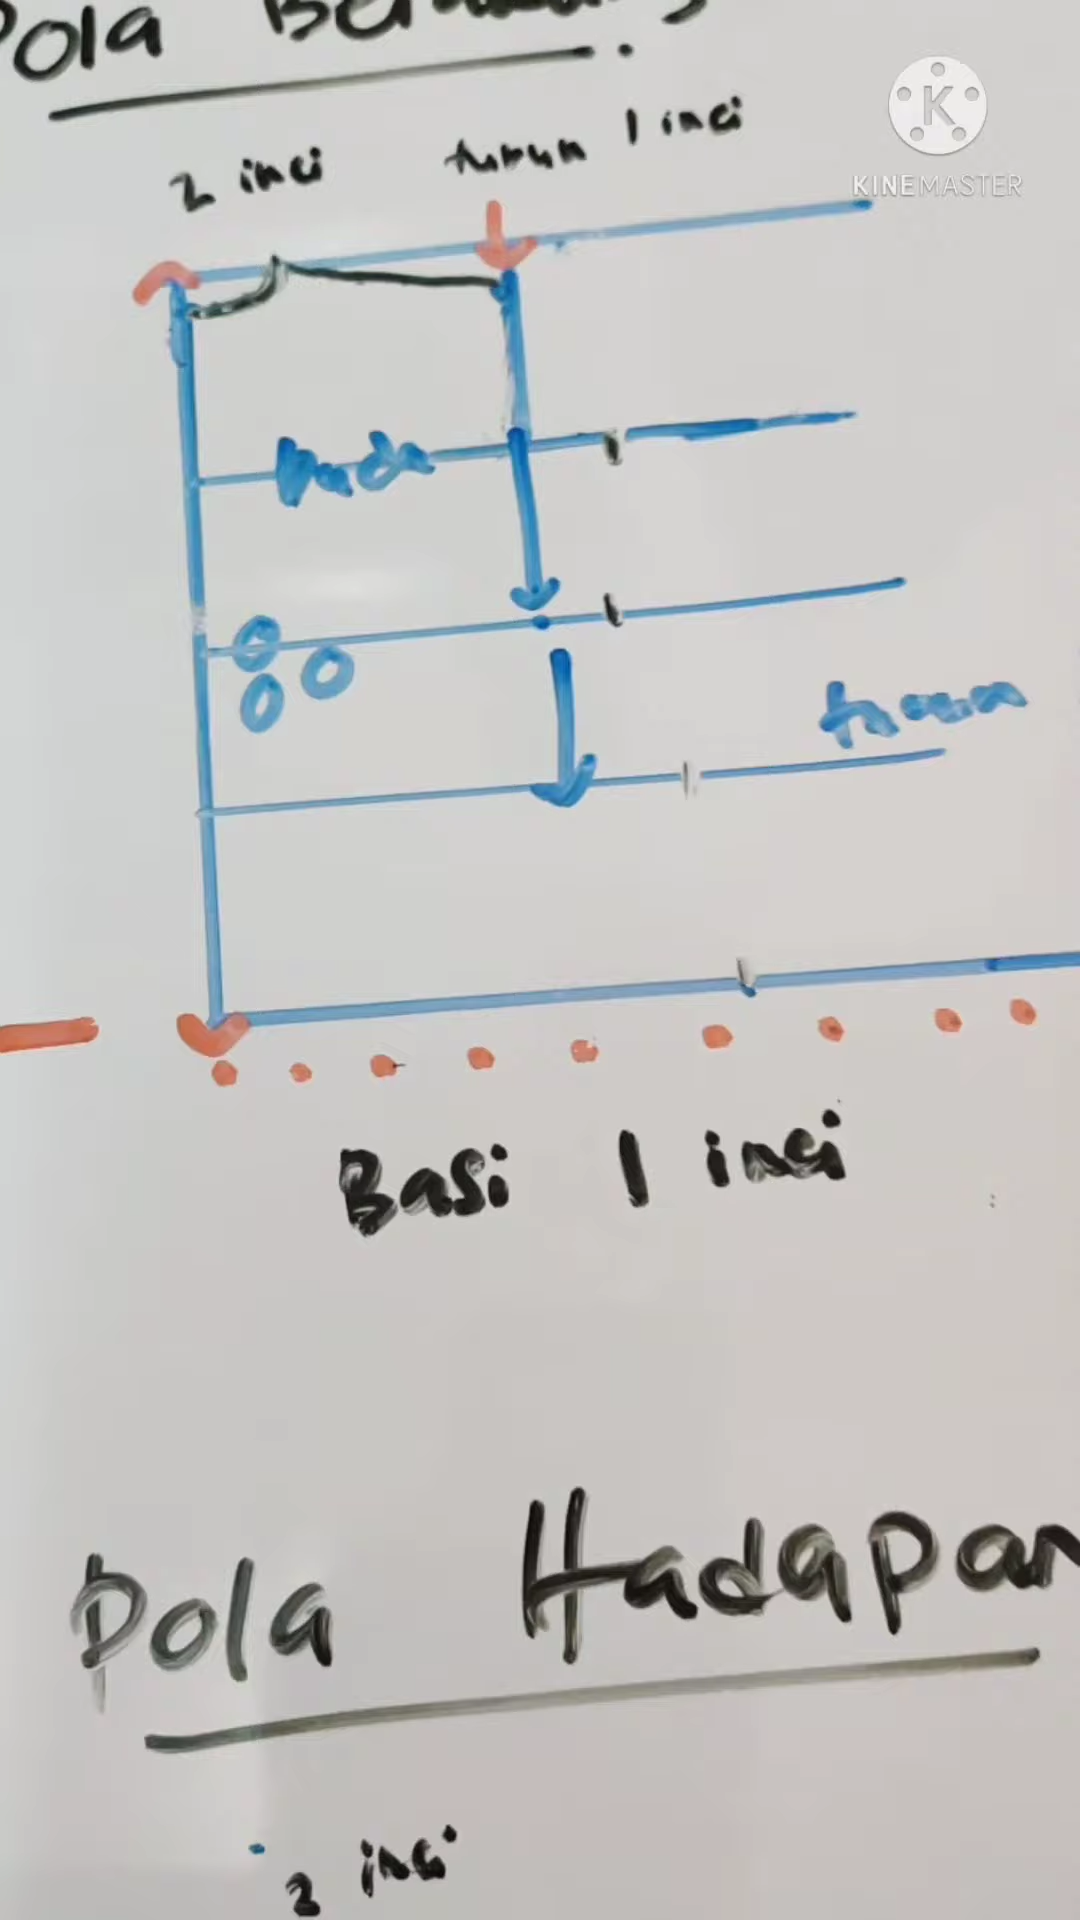 Pola
2 inci turun 1 inci
KINEMASTER
Basi 1 inci
Pola Hadapan
2 inci